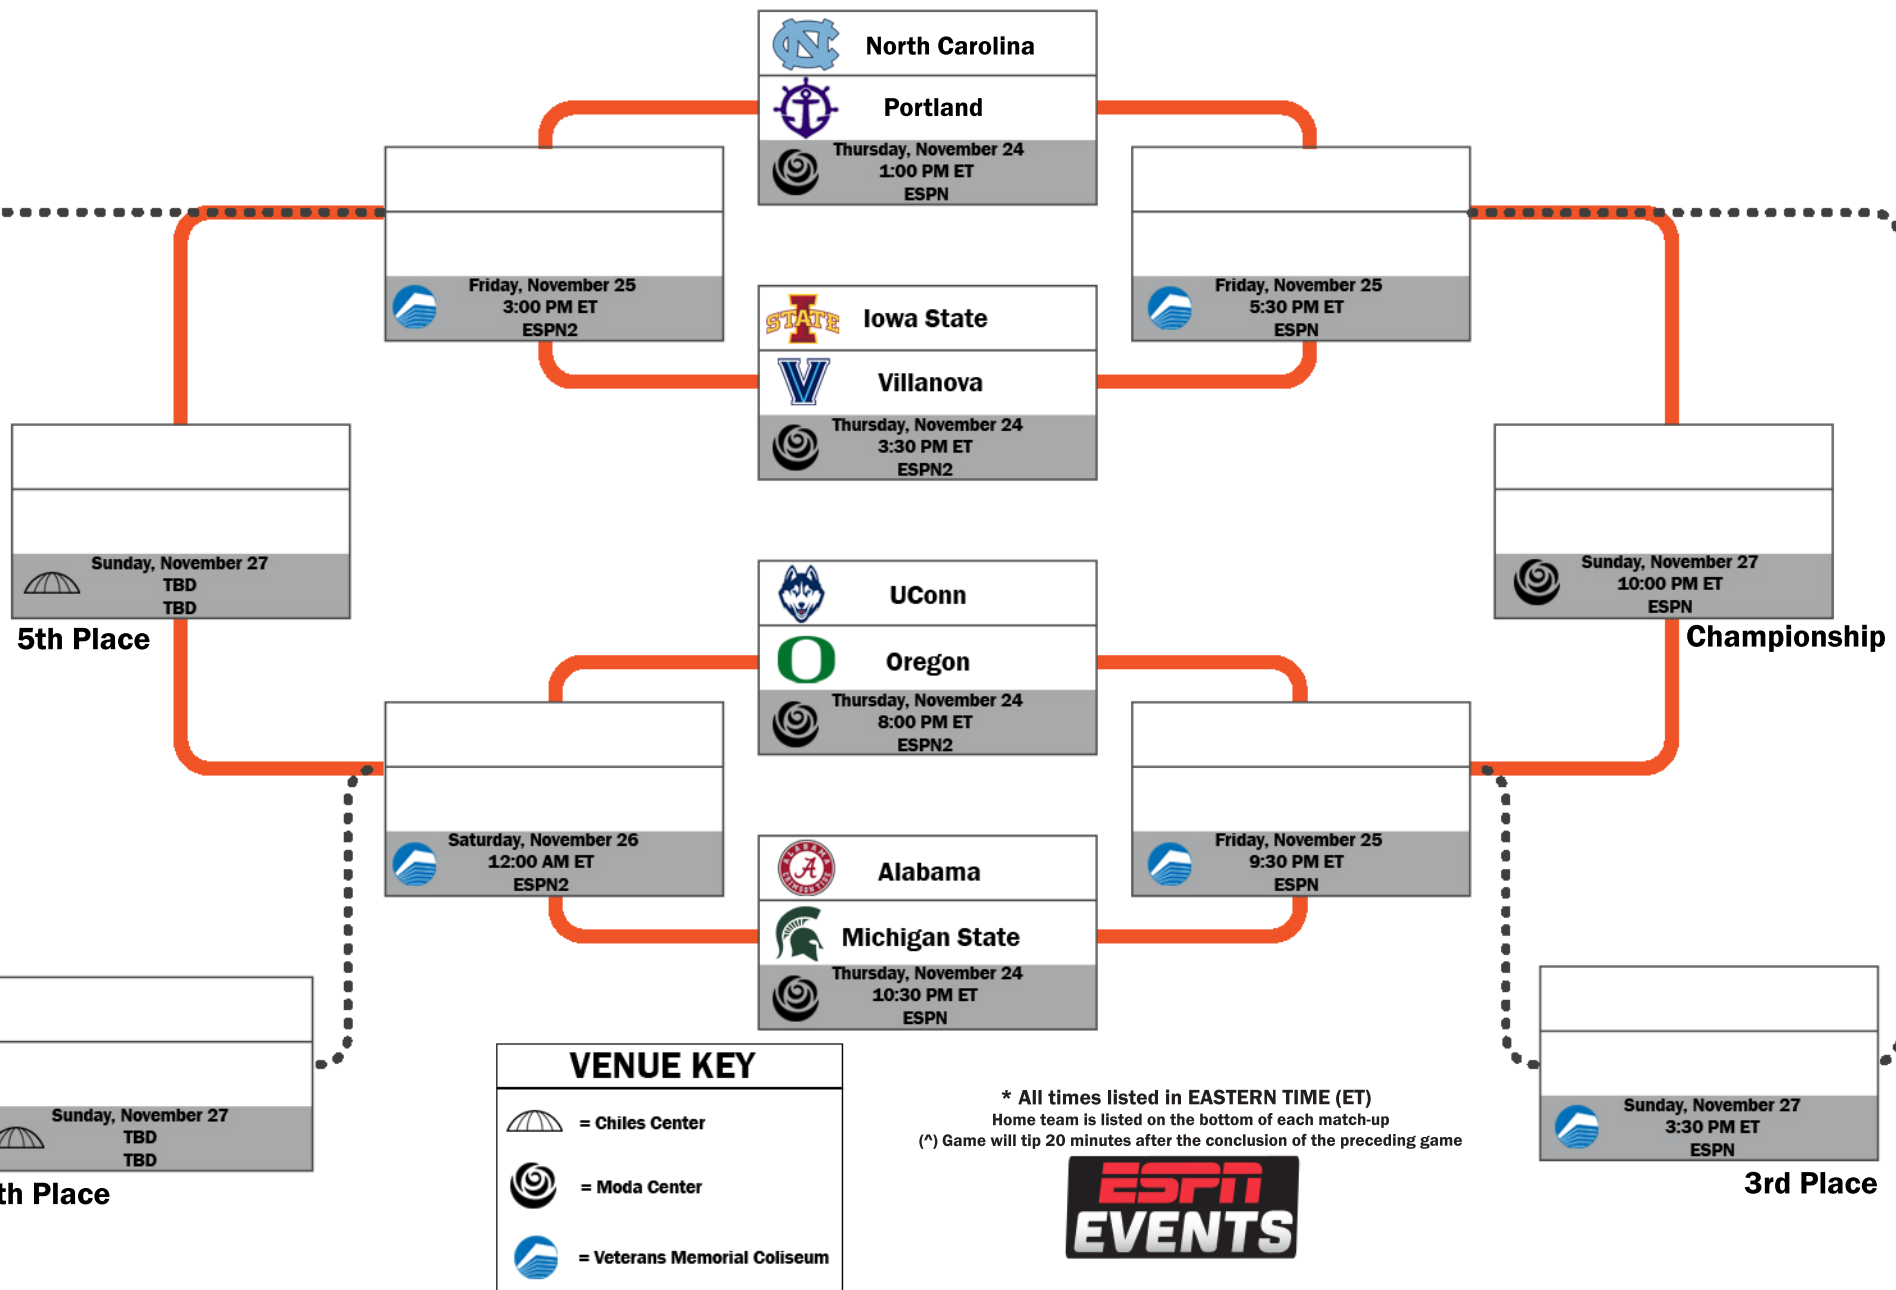 North Carolina
Portland
Thursday, November 24
1:00 PM ET
ESPN
Friday, November 25
3:00 PM ET
ESPN2
Friday, November 25
5:30 PM ET
ESPN
STATE
Iowa State
Villanova
Thursday, November 24
3:30 PM ET
ESPN2
Sunday, November 27
TBD
TBD
5th Place
UConn
Oregon
Thursday, November 24
8:00 PM ET
ESPN2
Sunday, November 27
10:00 PM ET
ESPN
Championship
Saturday, November 26
12:00 AM ET
ESPN2
ALABAMA
CRIMSON TIDE
Alabama
Michigan State
Thursday, November 24
10:30 PM ET
ESPN
Friday, November 25
9:30 PM ET
ESPN
Sunday, November 27
TBD
TBD
th Place
VENUE KEY
= Chiles Center
= Moda Center
= Veterans Memorial Coliseum
* All times listed in EASTERN TIME (ET)
Home team is listed on the bottom of each match-up
(^) Game will tip 20 minutes after the conclusion of the preceding game
ESPN
EVENTS
Sunday, November 27
3:30 PM ET
ESPN
3rd Place